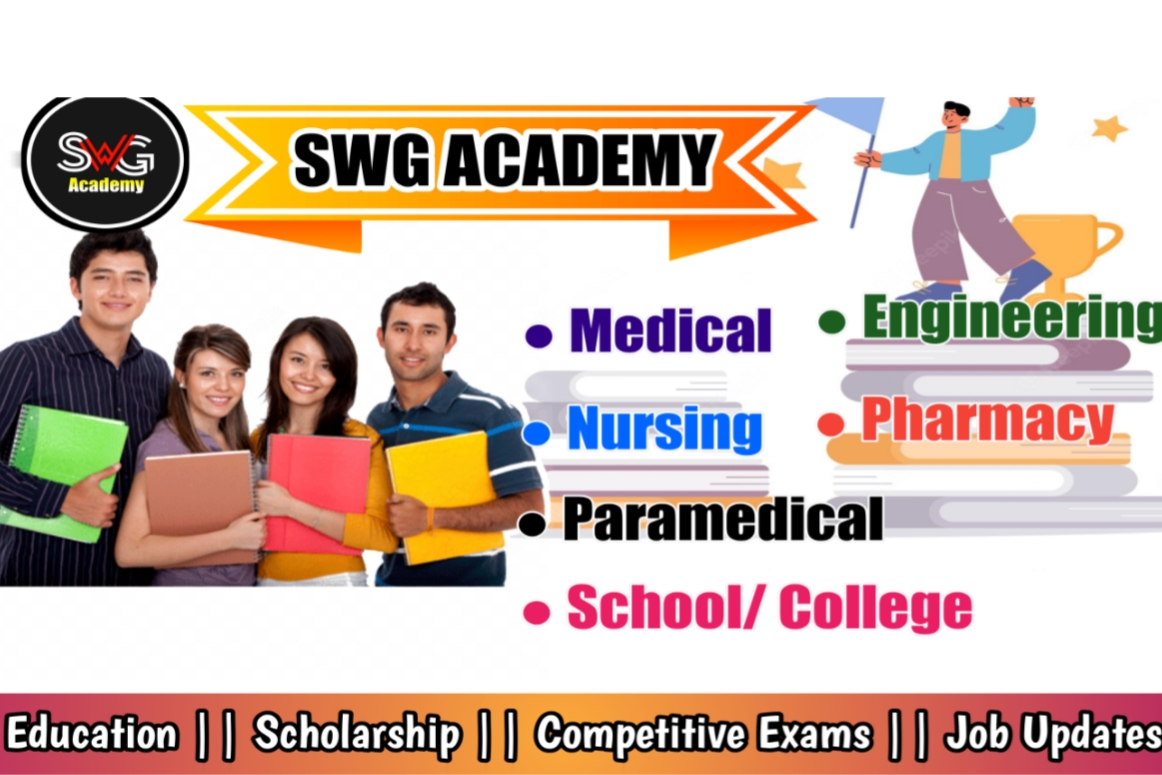 SWG
Academy
SWG ACADEMY
• Medical
• Engineering
• Nursing
• Pharmacy
• Paramedical
• School/ College
Education || Scholarship || Competitive Exams || Job Updates